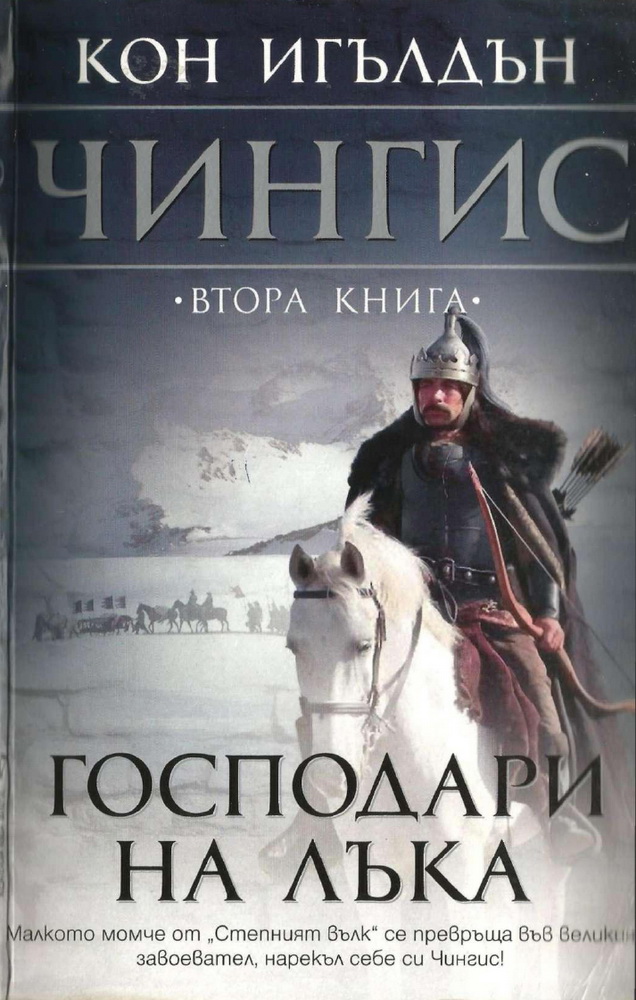 КОН ИГЪЛДЪН
ЧИНГИС
•ВТОРА КНИГА•
ГОСПОДАРИ
НА ЛЪКА
Малкото момче от „Степният вълк“ се превръща във велики
завоевател, нарекъл себе си Чингис!